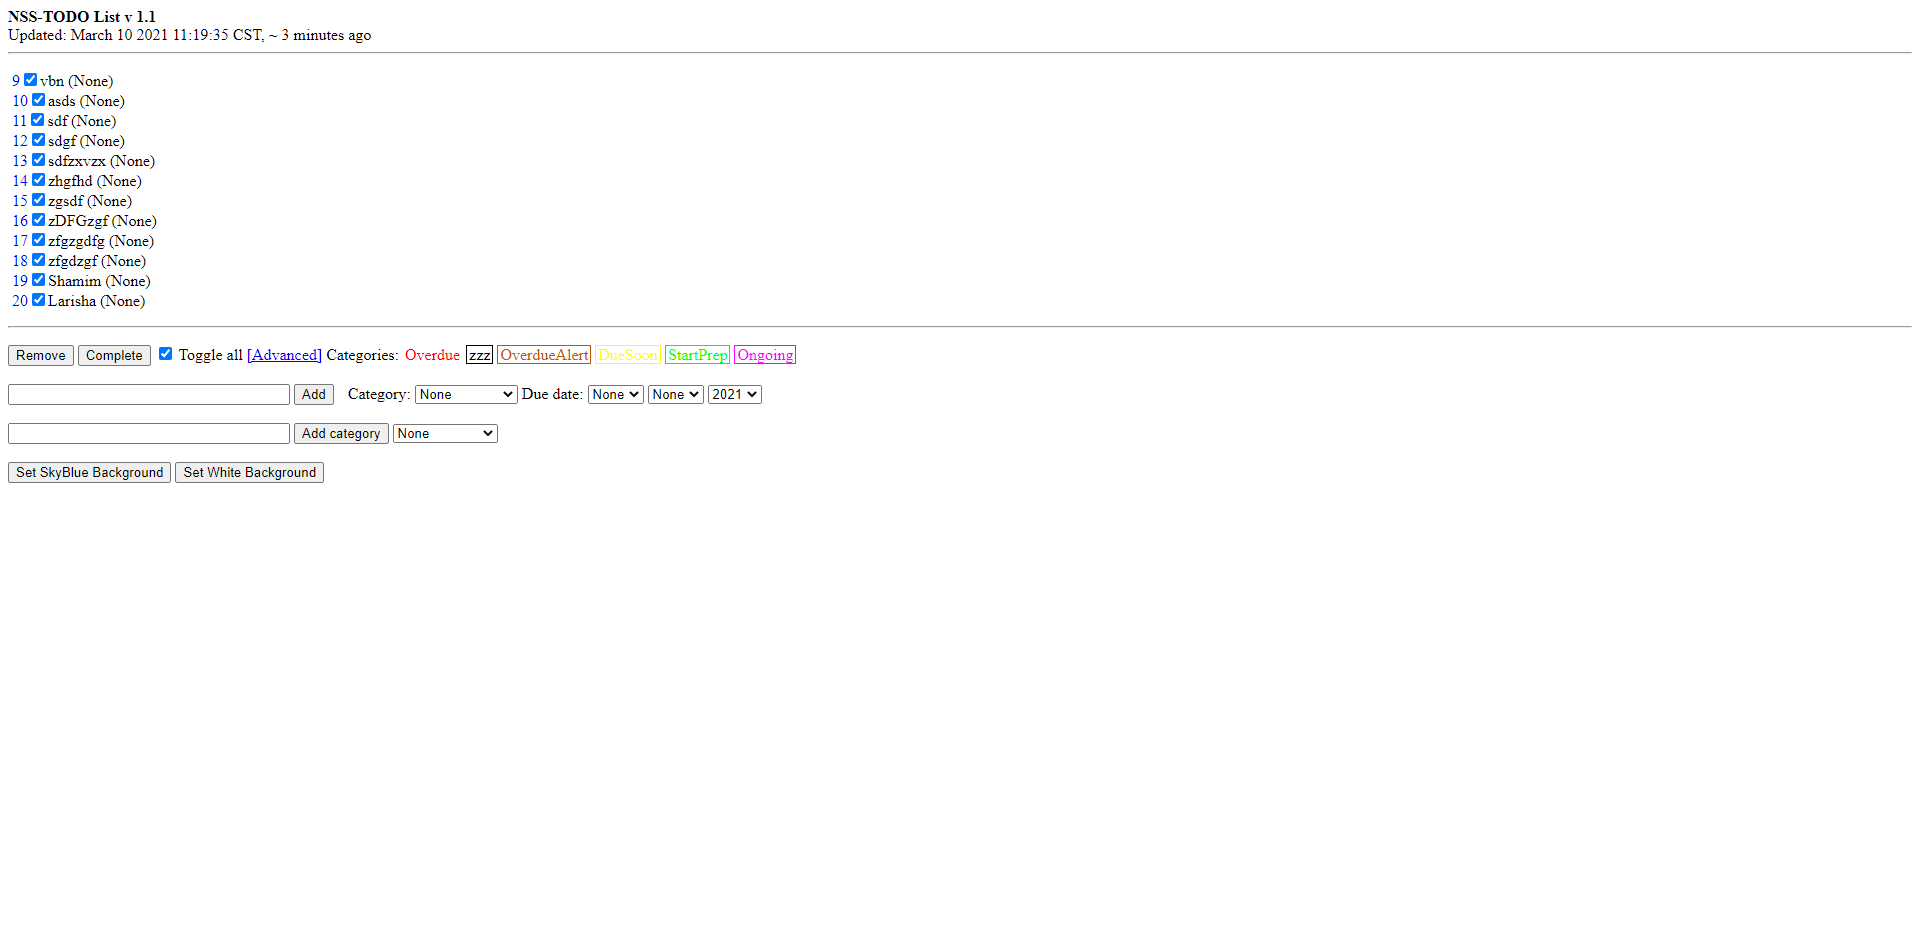 NSS-TODO List v 1.1
Updated: March 10 2021 11:19:35 CST, ~ 3 minutes ago
9 vbn (None)
10 asds (None)
11 sdf (None)
12 sdgf (None)
13 sdfzxvzx (None)
14 zhgfhd (None)
15 zgsdf (None)
16 zDFGzgf (None)
17 zfgzgdfg (None)
18 zfgdzgf (None)
19 Shamim (None)
20 Larisha (None)
Remove Complete Toggle all [Advanced] Categories: Overdue zzz OverdueAlert DueSoon StartPrep Ongoing
Add Category: None Due date: None None 2021
Add category None
Set SkyBlue Background Set White Background